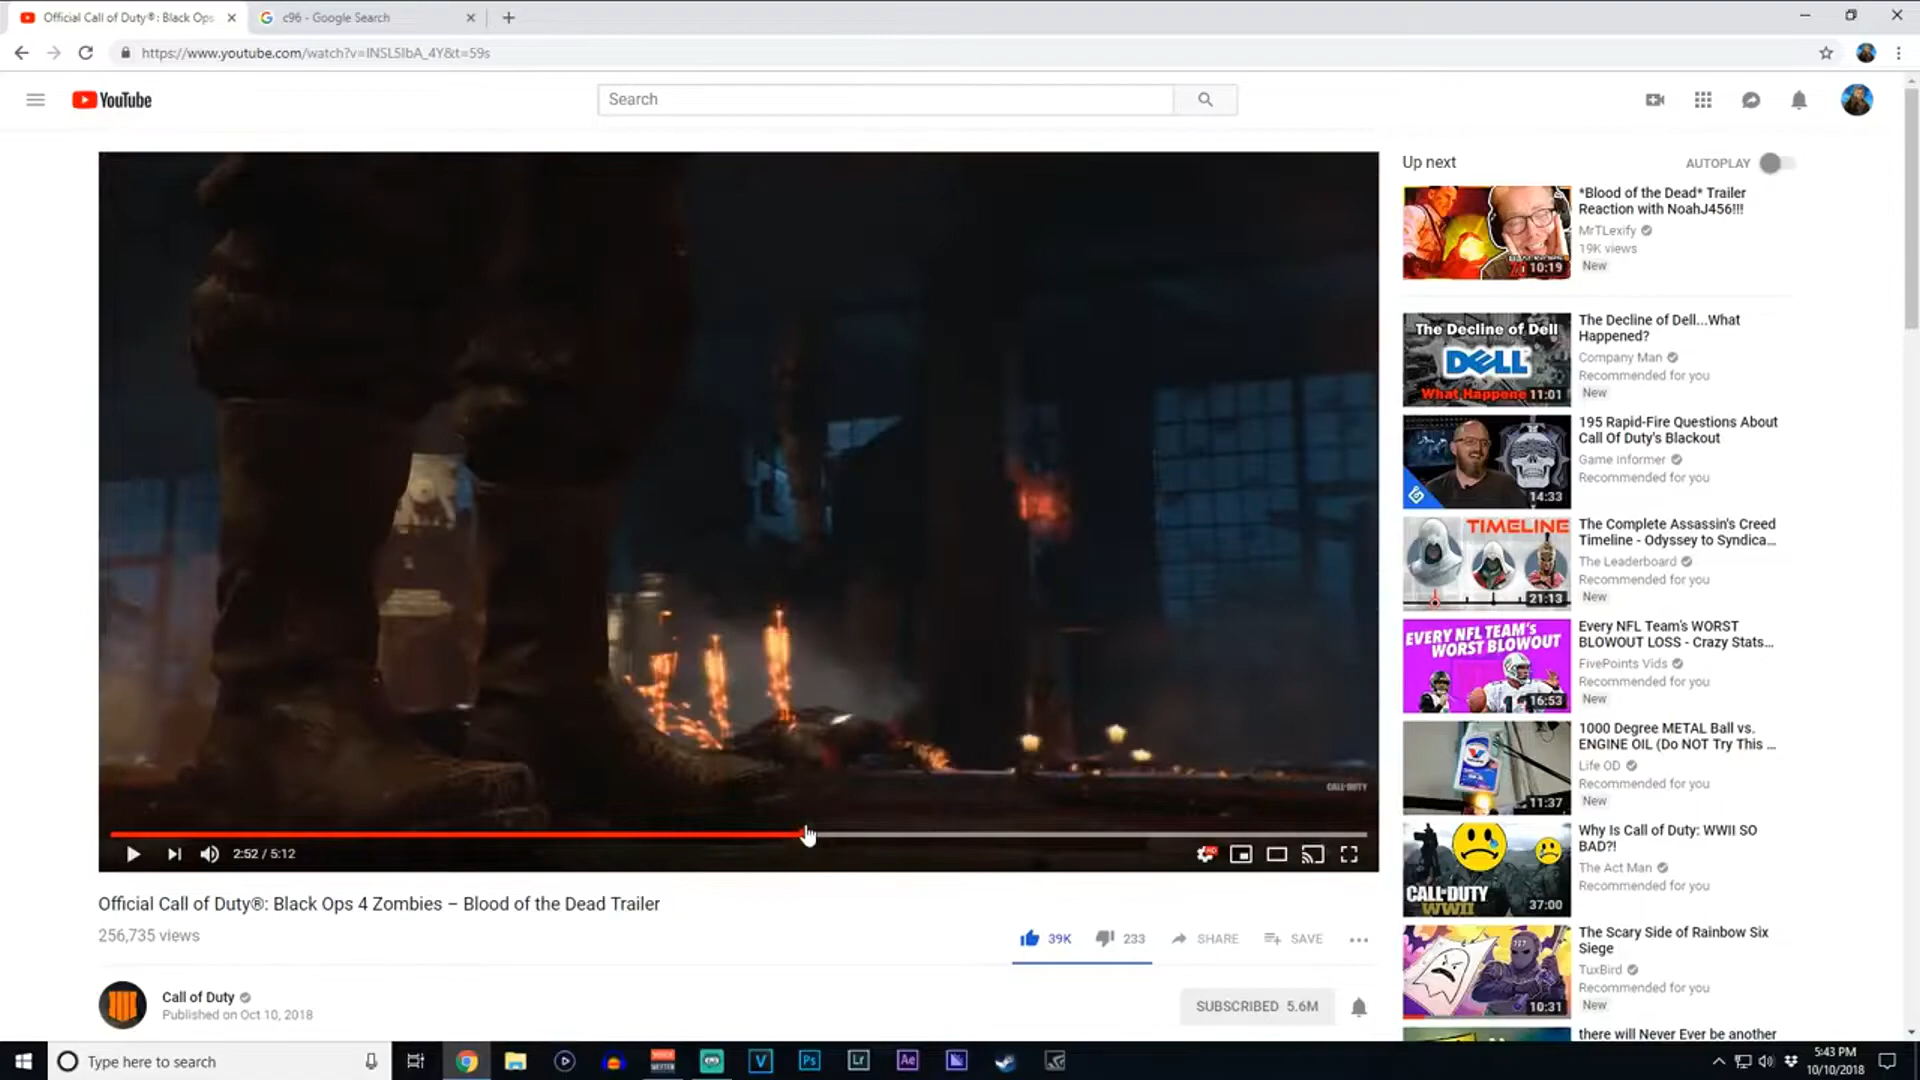 Official Call of Duty®: Black Ops
c96 - Google Search
https://www.youtube.com/watch?v=INSL5IbA_4Y&t=59s
YouTube
Search
CALL OF DUTY
2:52 / 5:12
HD
Official Call of Duty®: Black Ops 4 Zombies – Blood of the Dead Trailer
256,735 views
39K
233
SHARE
SAVE
Call of Duty
Published on Oct 10, 2018
SUBSCRIBED 5.6M
Up next
AUTOPLAY
10:19
*Blood of the Dead* Trailer
Reaction with NoahJ456!!!
MrTLexify
19K views
New
The Decline of Dell
DELL
What Happene
11:01
The Decline of Dell...What
Happened?
Company Man
Recommended for you
New
14:33
195 Rapid-Fire Questions About
Call Of Duty's Blackout
Game Informer
Recommended for you
TIMELINE
21:13
The Complete Assassin's Creed
Timeline - Odyssey to Syndica...
The Leaderboard
Recommended for you
New
EVERY NFL TEAM'S
WORST BLOWOUT
16:53
Every NFL Team's WORST
BLOWOUT LOSS - Crazy Stats...
FivePoints Vids
Recommended for you
New
11:37
1000 Degree METAL Ball vs.
ENGINE OIL (Do NOT Try This ...
Life OD
Recommended for you
New
CALL·DUTY
WWII
37:00
Why Is Call of Duty: WWII SO
BAD?!
The Act Man
Recommended for you
10:31
The Scary Side of Rainbow Six
Siege
TuxBird
Recommended for you
New
there will Never Ever be another
Type here to search
V
Ps
Lr
Ae
5:43 PM
10/10/2018